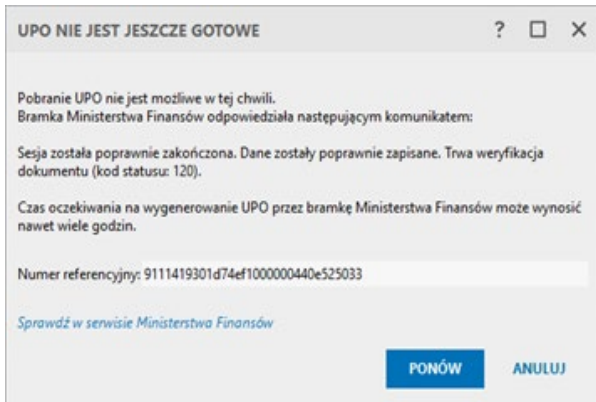 UPO NIE JEST JESZCZE GOTOWE
Pobranie UPO nie jest możliwe w tej chwili.
Bramka Ministerstwa Finansów odpowiedziała następującym komunikatem:
Sesja została poprawnie zakończona. Dane zostały poprawnie zapisane. Trwa weryfikacja
dokumentu (kod statusu: 120).
Czas oczekiwania na wygenerowanie UPO przez bramkę Ministerstwa Finansów może wynosić
nawet wiele godzin.
Numer referencyjny: 9111419301d74ef1000000440e525033
Sprawdź w serwisie Ministerstwa Finansów
PONÓW ANULUJ